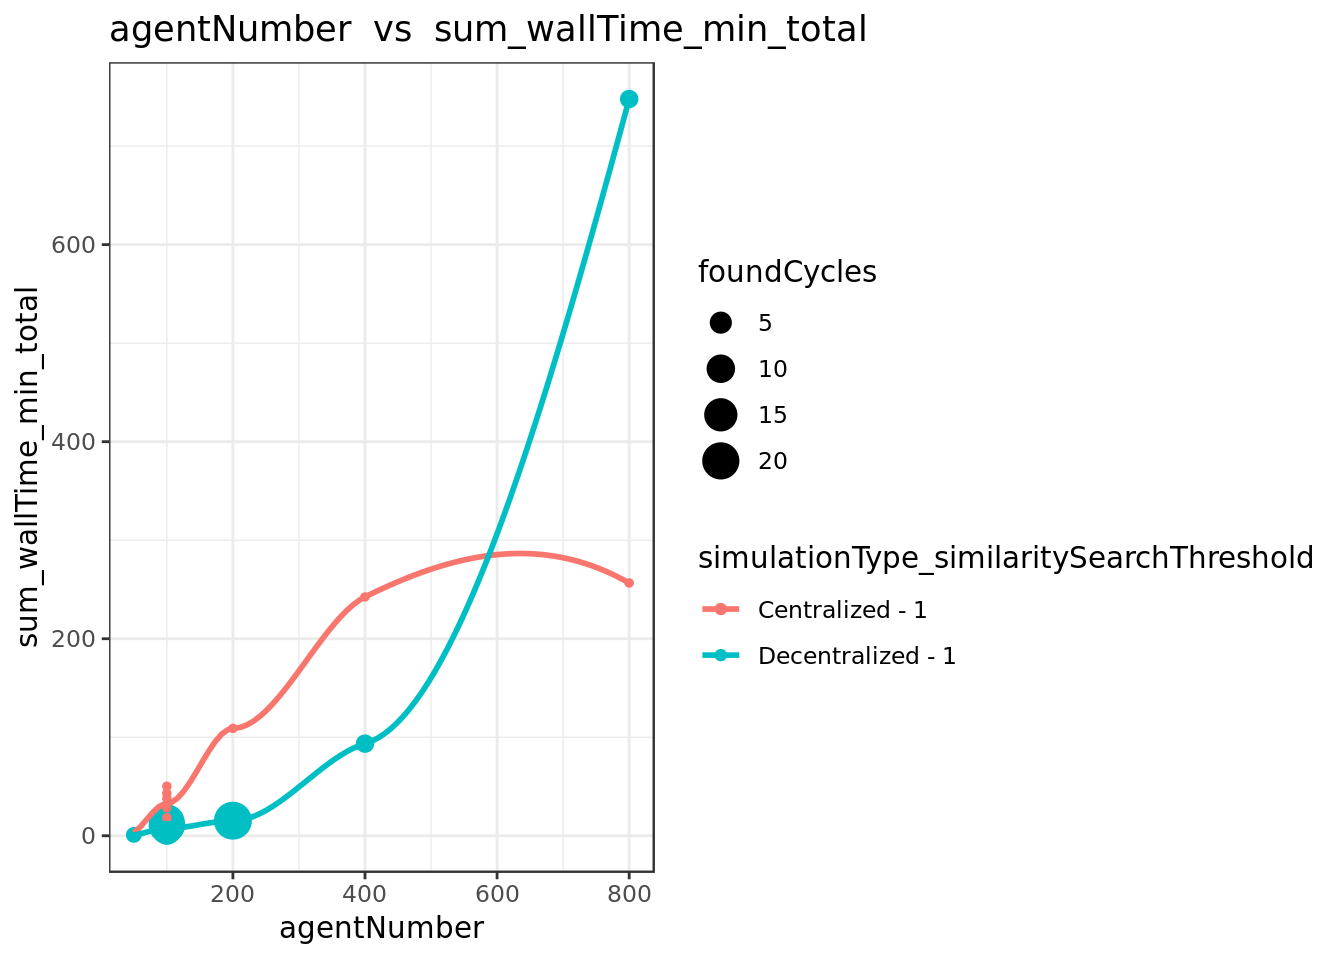 agentNumber vs sum_wallTime_min_total
sum_wallTime_min_total
600
400
200
0
200 400 600 800
agentNumber
foundCycles
5
10
15
20
simulationType_similaritySearchThreshold
Centralized - 1
Decentralized - 1